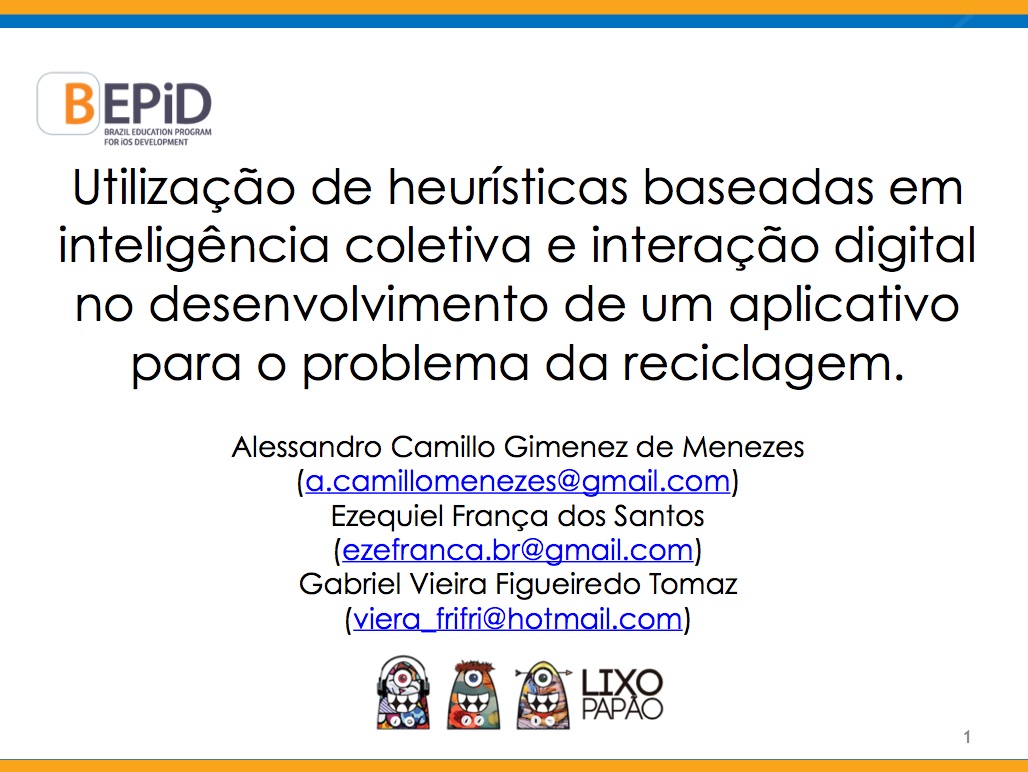 BEPiD
BRAZIL EDUCATION PROGRAM
FOR iOS DEVELOPMENT
Utilização de heurísticas baseadas em
inteligência coletiva e interação digital
no desenvolvimento de um aplicativo
para o problema da reciclagem.
Alessandro Camillo Gimenez de Menezes
(a.camillomenezes@gmail.com)
Ezequiel França dos Santos
(ezefranca.br@gmail.com)
Gabriel Vieira Figueiredo Tomaz
(viera_frifri@hotmail.com)
LIXO
PAPÃO
1